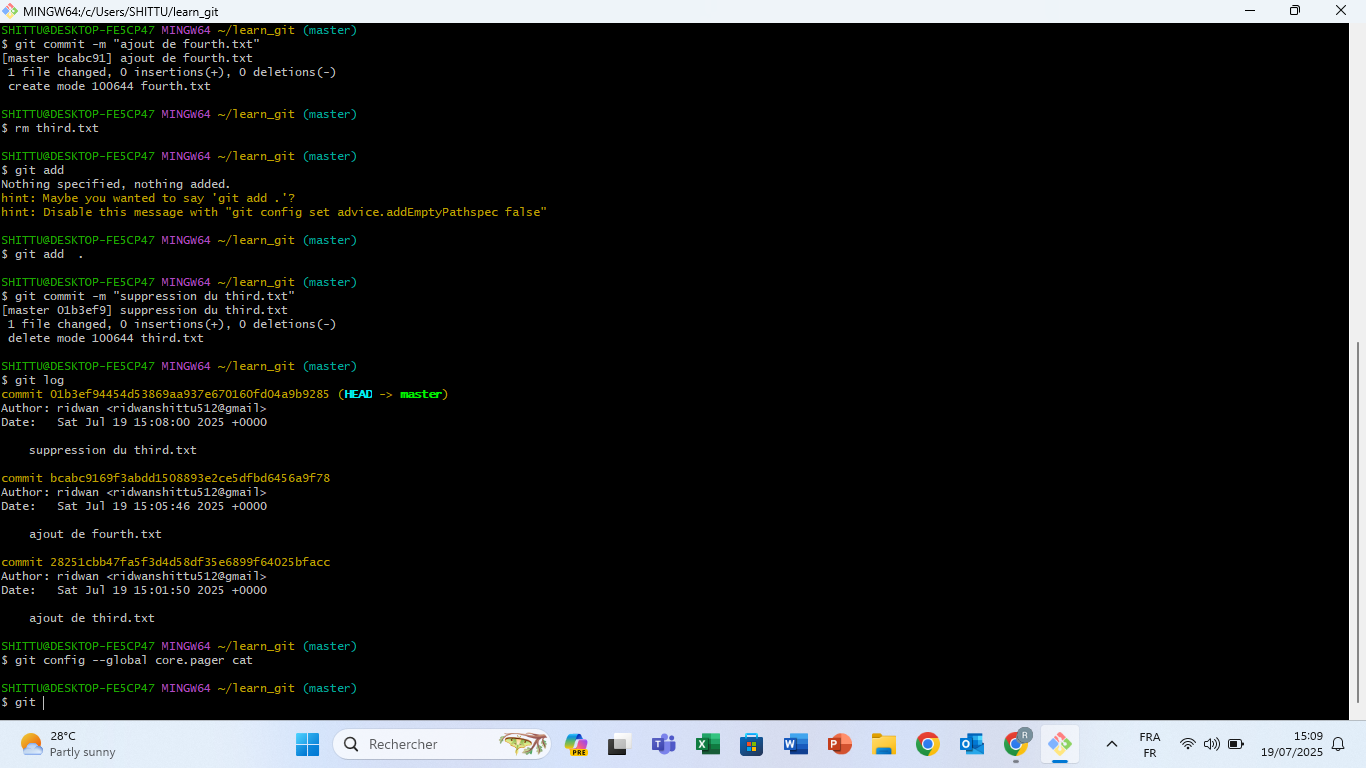 MINGW64:/c/Users/SHITTU/learn_git
SHITTU@DESKTOP-FE5CP47 MINGW64 ~/learn_git (master)
$ git commit -m "ajout de fourth.txt"
[master bcabc91] ajout de fourth.txt
 1 file changed, 0 insertions(+), 0 deletions(-)
 create mode 100644 fourth.txt
SHITTU@DESKTOP-FE5CP47 MINGW64 ~/learn_git (master)
$ rm third.txt
SHITTU@DESKTOP-FE5CP47 MINGW64 ~/learn_git (master)
$ git add
Nothing specified, nothing added.
hint: Maybe you wanted to say 'git add .'?
hint: Disable this message with "git config set advice.addEmptyPathspec false"
SHITTU@DESKTOP-FE5CP47 MINGW64 ~/learn_git (master)
$ git add  .
SHITTU@DESKTOP-FE5CP47 MINGW64 ~/learn_git (master)
$ git commit -m "suppression du third.txt"
[master 01b3ef9] suppression du third.txt
 1 file changed, 0 insertions(+), 0 deletions(-)
 delete mode 100644 third.txt
SHITTU@DESKTOP-FE5CP47 MINGW64 ~/learn_git (master)
$ git log
commit 01b3ef94454d53869aa937e670160fd04a9b9285 (HEAD -> master)
Author: ridwan <ridwanshittu512@gmail>
Date:   Sat Jul 19 15:08:00 2025 +0000
    suppression du third.txt
commit bcabc9169f3abdd1508893e2ce5dfbd6456a9f78
Author: ridwan <ridwanshittu512@gmail>
Date:   Sat Jul 19 15:05:46 2025 +0000
    ajout de fourth.txt
commit 28251cbb47fa5f3d4d58df35e6899f64025bfacc
Author: ridwan <ridwanshittu512@gmail>
Date:   Sat Jul 19 15:01:50 2025 +0000
    ajout de third.txt
SHITTU@DESKTOP-FE5CP47 MINGW64 ~/learn_git (master)
$ git config --global core.pager cat
SHITTU@DESKTOP-FE5CP47 MINGW64 ~/learn_git (master)
$ git
28°C
Partly sunny
Rechercher
PRE
R
FRA
FR
15:09
19/07/2025